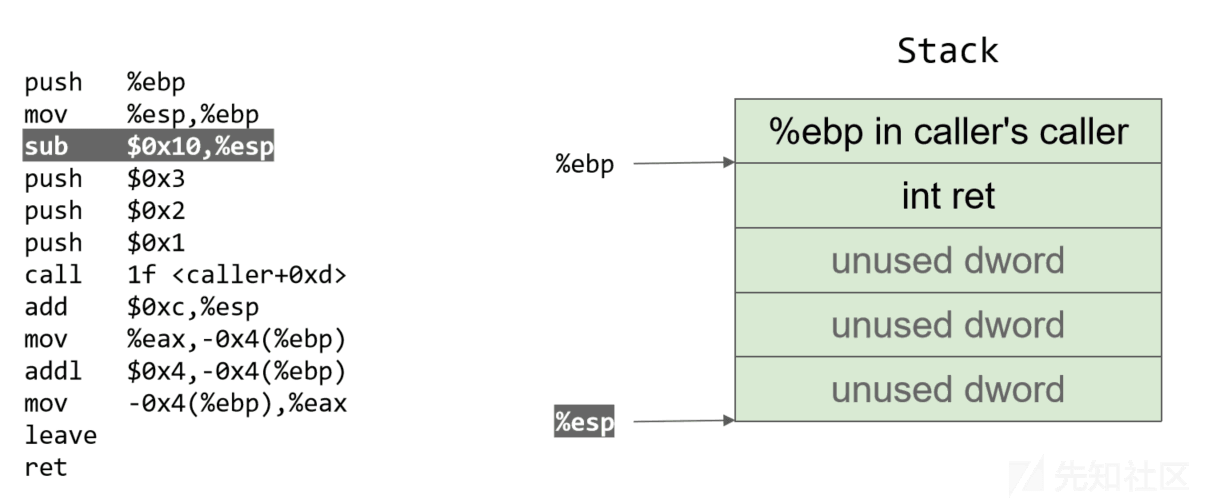 push %ebp
mov %esp,%ebp
sub $0x10,%esp
push $0x3
push $0x2
push $0x1
call 1f <caller+0xd>
add $0xc,%esp
mov %eax,-0x4(%ebp)
addl $0x4,-0x4(%ebp)
mov -0x4(%ebp),%eax
leave
ret
Stack
%ebp in caller's caller
%ebp
int ret
unused dword
unused dword
unused dword
%esp
先知社区